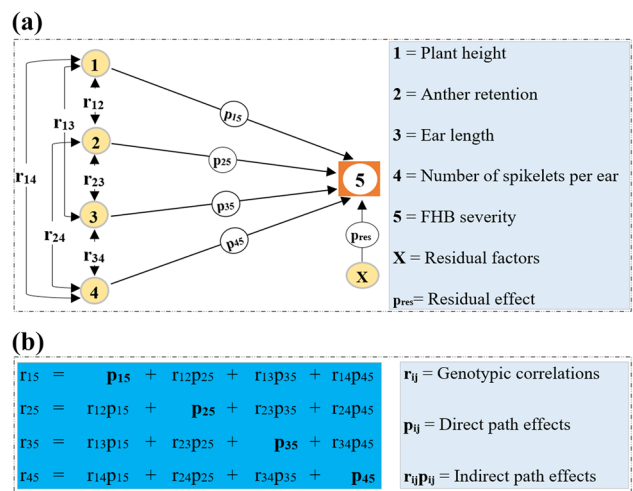 (a)
1
r12
r13
2
r14
r23
3
r24
r34
4
p15
p25
p35
p45
5
pres
X
1 = Plant height
2 = Anther retention
3 = Ear length
4 = Number of spikelets per ear
5 = FHB severity
X = Residual factors
pres= Residual effect
(b)
r15 = p15 + r12p25 + r13p35 + r14p45
r25 = r12p15 + p25 + r23p35 + r24p45
r35 = r13p15 + r23p25 + p35 + r34p45
r45 = r14p15 + r24p25 + r34p35 + p45
rij = Genotypic correlations
pij = Direct path effects
rijpij = Indirect path effects